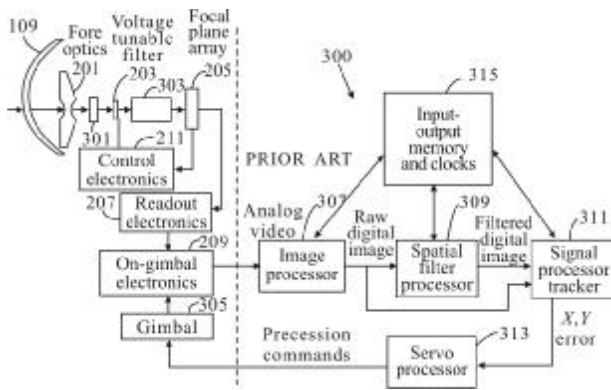 109
Fore optics
201
Voltage tunable filter
203
303
Focal plane array
205
301
211
Control electronics
207
Readout electronics
209
On-gimbal electronics
305
Gimbal
PRIOR ART
300
315
Input-output memory and clocks
Analog video
307
Image processor
Raw digital image
309
Spatial filter processor
Filtered digital image
311
Signal processor tracker
X,Y error
313
Servo processor
Precession commands